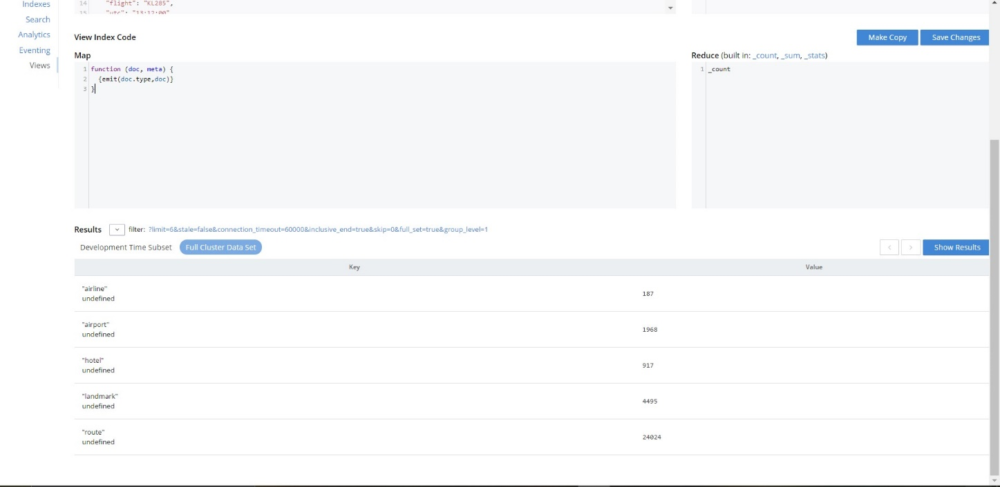 Indexes
Search
Analytics
Eventing
Views
14 "flight": "KL285",
15 "utc": "13:12:00"
View Index Code
Make Copy
Save Changes
Map
1 function (doc, meta) {
2 {emit(doc.type,doc)}
3 }
Reduce (built in: _count, _sum, _stats)
1 _count
Results filter: ?limit=6&stale=false&connection_timeout=60000&inclusive_end=true&skip=0&full_set=true&group_level=1
Development Time Subset Full Cluster Data Set
< > Show Results
Key Value
"airline"
undefined
187
"airport"
undefined
1968
"hotel"
undefined
917
"landmark"
undefined
4495
"route"
undefined
24024